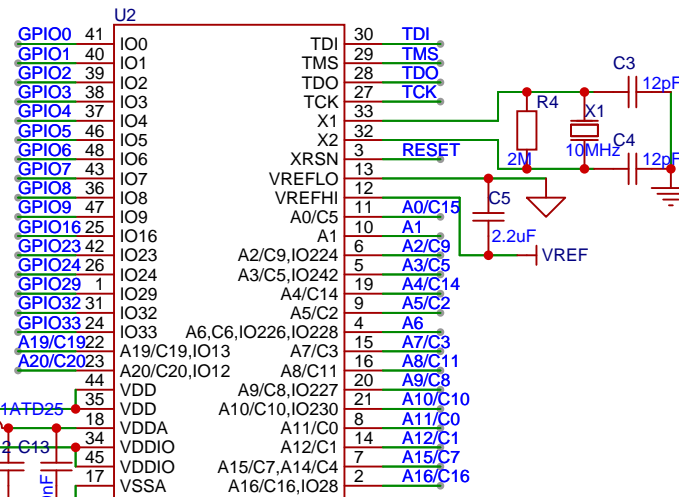 U2
GPIO0 41 IO0 TDI 30 TDI
GPIO1 40 IO1 TMS 29 TMS
GPIO2 39 IO2 TDO 28 TDO
GPIO3 38 IO3 TCK 27 TCK
GPIO4 37 IO4 X1 33
GPIO5 46 IO5 X2 32
GPIO6 48 IO6 XRSN 3 RESET
GPIO7 43 IO7 VREFLO 13
GPIO8 36 IO8 VREFHI 12
GPIO9 47 IO9 A0/C5 11 A0/C15
GPIO16 25 IO16 A1 10 A1
GPIO23 42 IO23 A2/C9,IO224 6 A2/C9
GPIO24 26 IO24 A3/C5,IO242 5 A3/C5
GPIO29 1 IO29 A4/C14 19 A4/C14
GPIO32 31 IO32 A5/C2 9 A5/C2
GPIO33 24 IO33 A6,C6,IO226,IO228 4 A6
A19/C19 22 A19/C19,IO13 A7/C3 15 A7/C3
A20/C20 23 A20/C20,IO12 A8/C11 16 A8/C11
44 VDD A9/C8,IO227 20 A9/C8
35 VDD A10/C10,IO230 21 A10/C10
1ATD25 18 VDDA A11/C0 8 A11/C0
34 VDDIO A12/C1 14 A12/C1
45 VDDIO A15/C7,A14/C4 7 A15/C7
17 VSSA A16/C16,IO28 2 A16/C16
C3
12pF
R4
2M
X1
10MHz
C4
12pF
C5
2.2uF
VREF
2 C13
nF